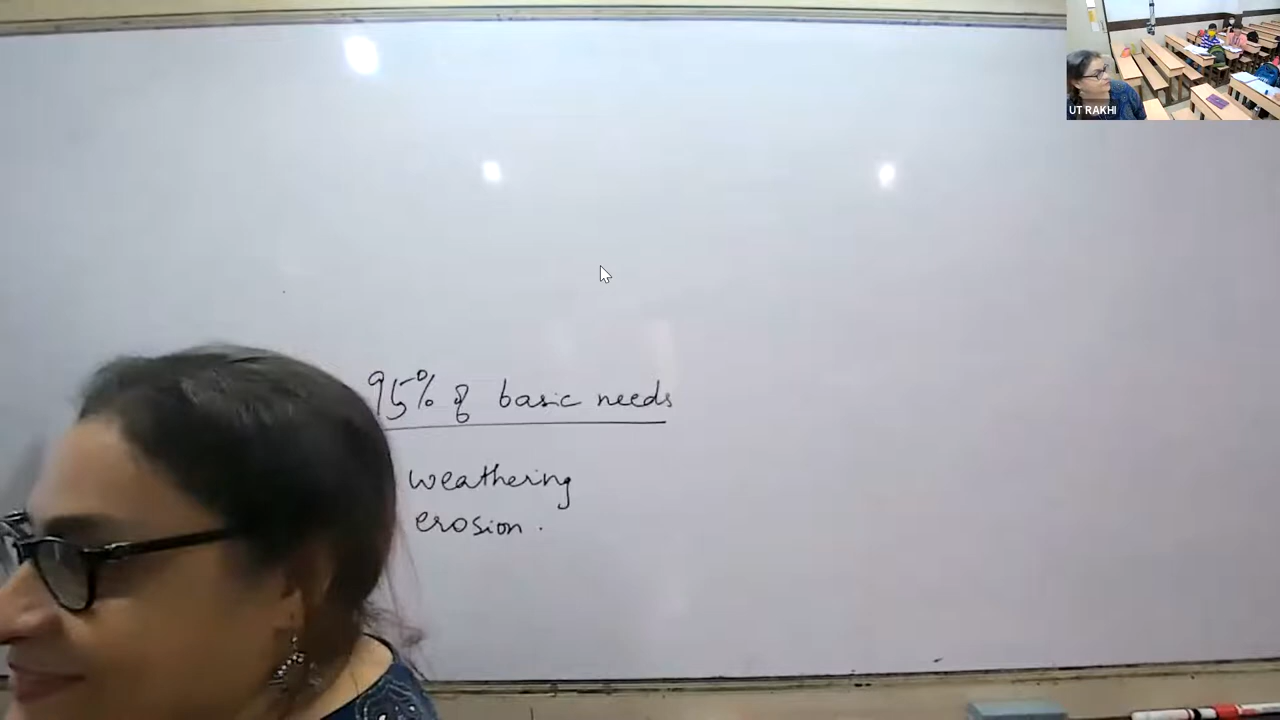 UT RAKHI
95% of basic needs
weathering
erosion.